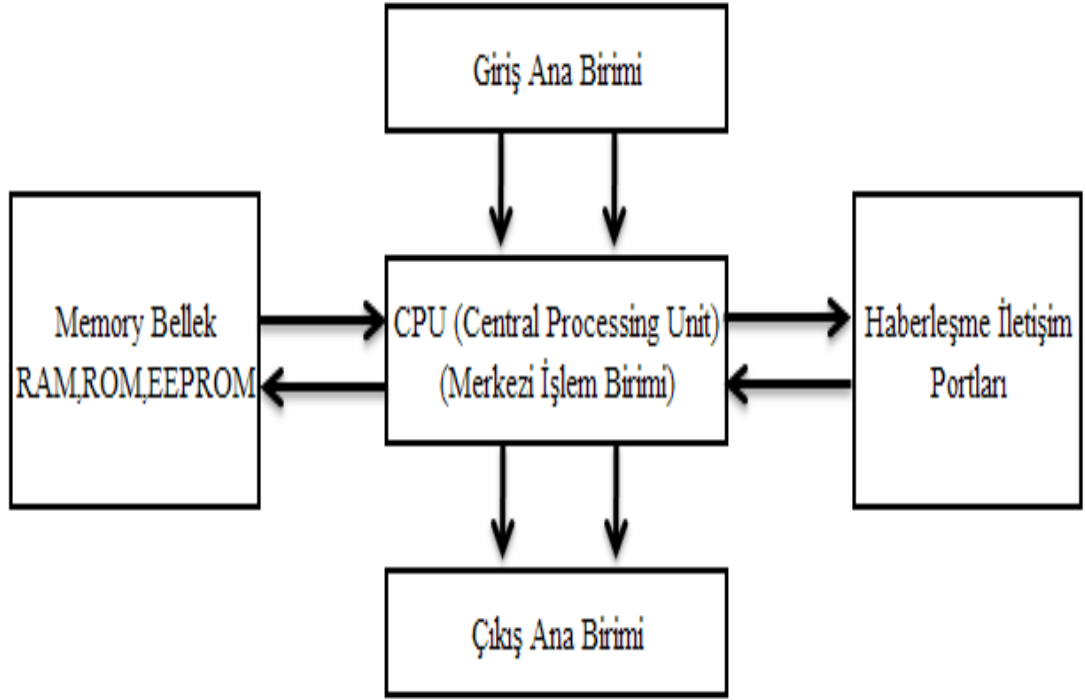 Giriş Ana Birimi
Memory Bellek
RAM,ROM,EEPROM
CPU (Central Processing Unit)
(Merkezi İşlem Birimi)
Haberleşme İletişim
Portları
Çıkış Ana Birimi